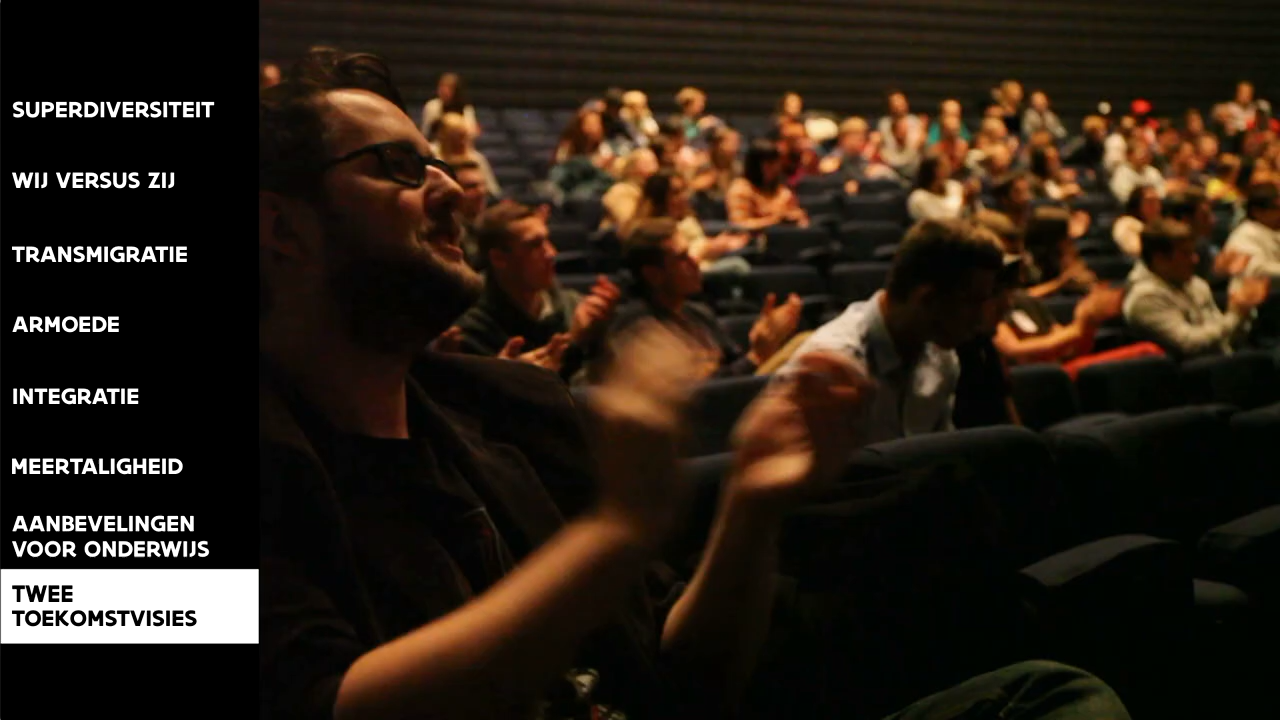 SUPERDIVERSITEIT
WIJ VERSUS ZIJ
TRANSMIGRATIE
ARMOEDE
INTEGRATIE
MEERTALIGHEID
AANBEVELINGEN
VOOR ONDERWIJS
TWEE
TOEKOMSTVISIES